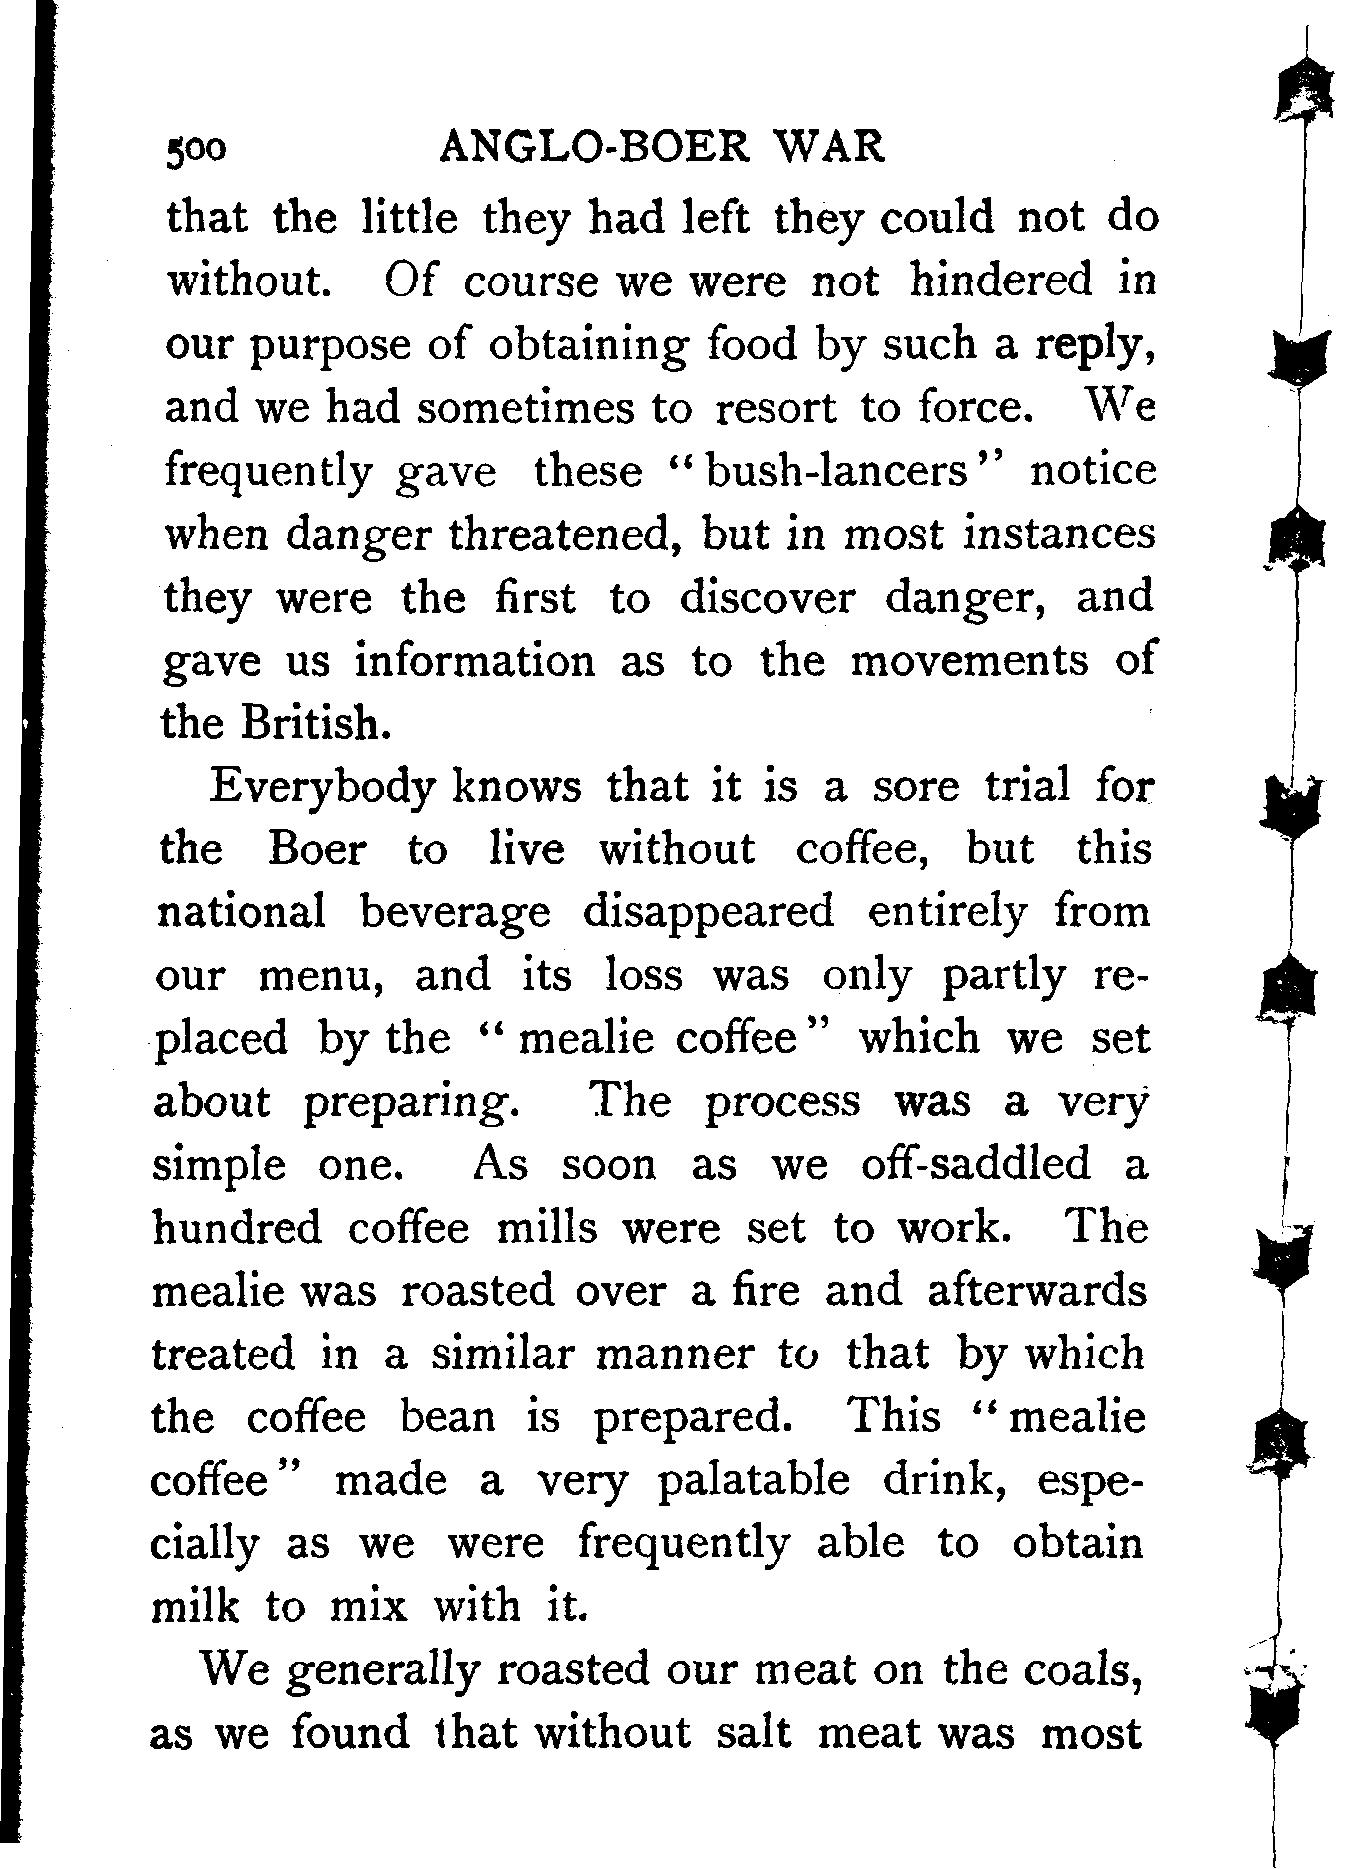 500 ANGLO-BOER WAR
that the little they had left they could not do
without. Of course we were not hindered in
our purpose of obtaining food by such a reply,
and we had sometimes to resort to force. We
frequently gave these “bush-lancers” notice
when danger threatened, but in most instances
they were the first to discover danger, and
gave us information as to the movements of
the British.
Everybody knows that it is a sore trial for
the Boer to live without coffee, but this
national beverage disappeared entirely from
our menu, and its loss was only partly re-
placed by the “mealie coffee” which we set
about preparing. The process was a very
simple one. As soon as we off-saddled a
hundred coffee mills were set to work. The
mealie was roasted over a fire and afterwards
treated in a similar manner to that by which
the coffee bean is prepared. This “mealie
coffee” made a very palatable drink, espe-
cially as we were frequently able to obtain
milk to mix with it.
We generally roasted our meat on the coals,
as we found that without salt meat was most